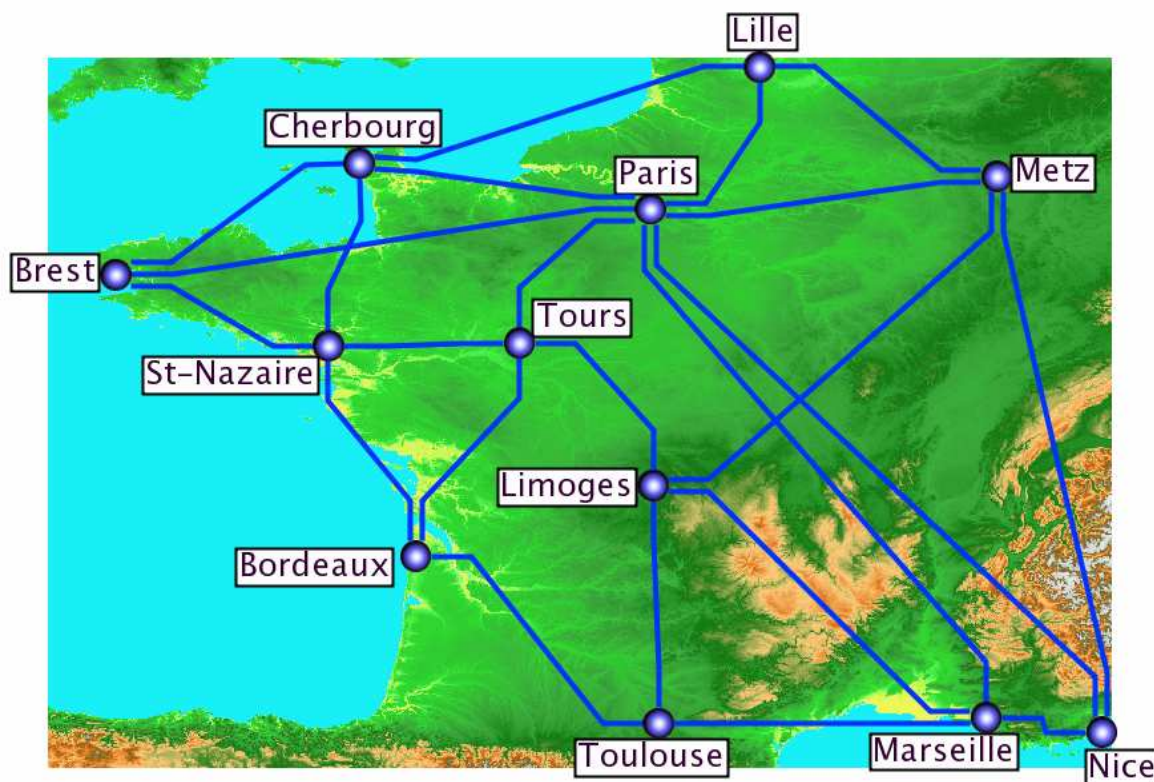 Lille
Cherbourg
Paris
Metz
Brest
Tours
St-Nazaire
Limoges
Bordeaux
Toulouse
Marseille
Nice